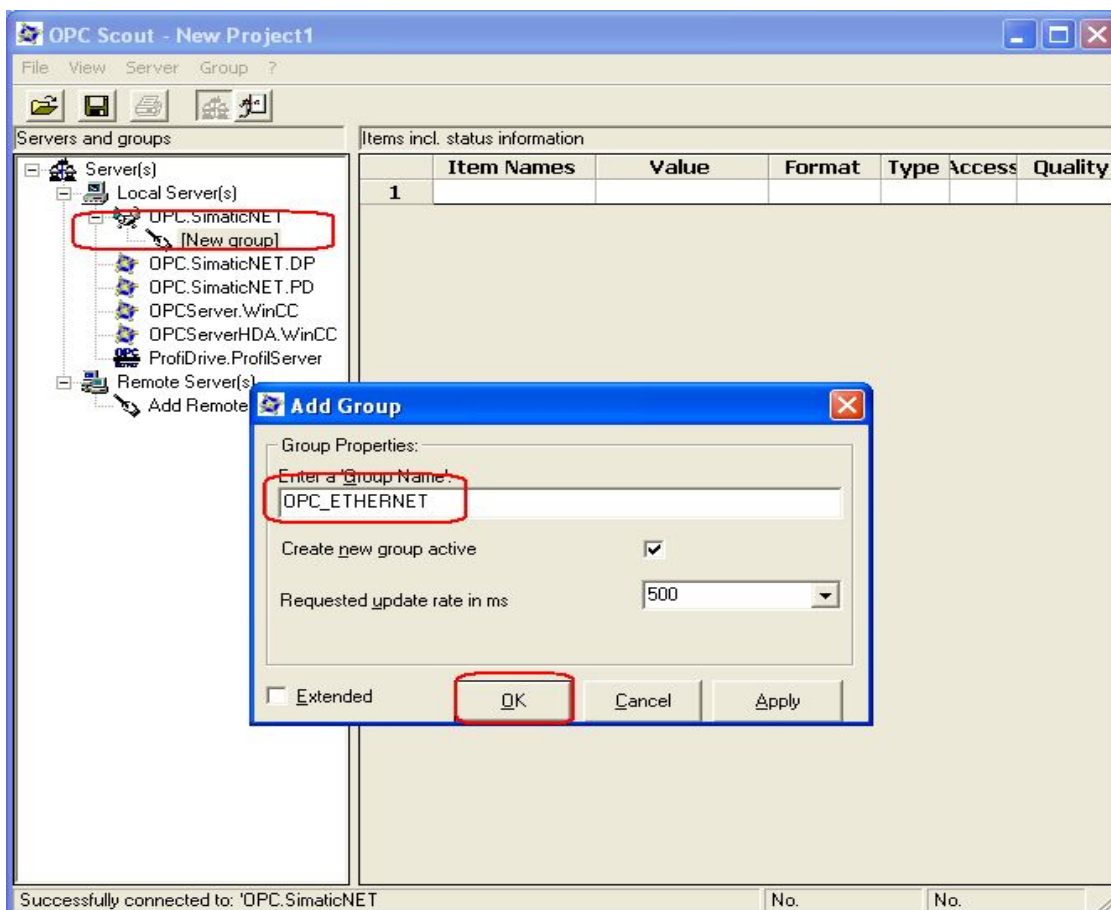 OPC Scout - New Project1
File View Server Group ?
Servers and groups
Items incl. status information
Item Names Value Format Type Access Quality
1
Server(s)
Local Server(s)
OPC.SimaticNET
[New group]
OPC.SimaticNET.DP
OPC.SimaticNET.PD
OPCServer.WinCC
OPCServerHDA.WinCC
ProfiDrive.ProfilServer
Remote Server(s)
Add Remote
Add Group
Group Properties:
Enter a 'Group Name':
OPC_ETHERNET
Create new group active
Requested update rate in ms
500
Extended
OK Cancel Apply
Successfully connected to: 'OPC.SimaticNET
No. No.